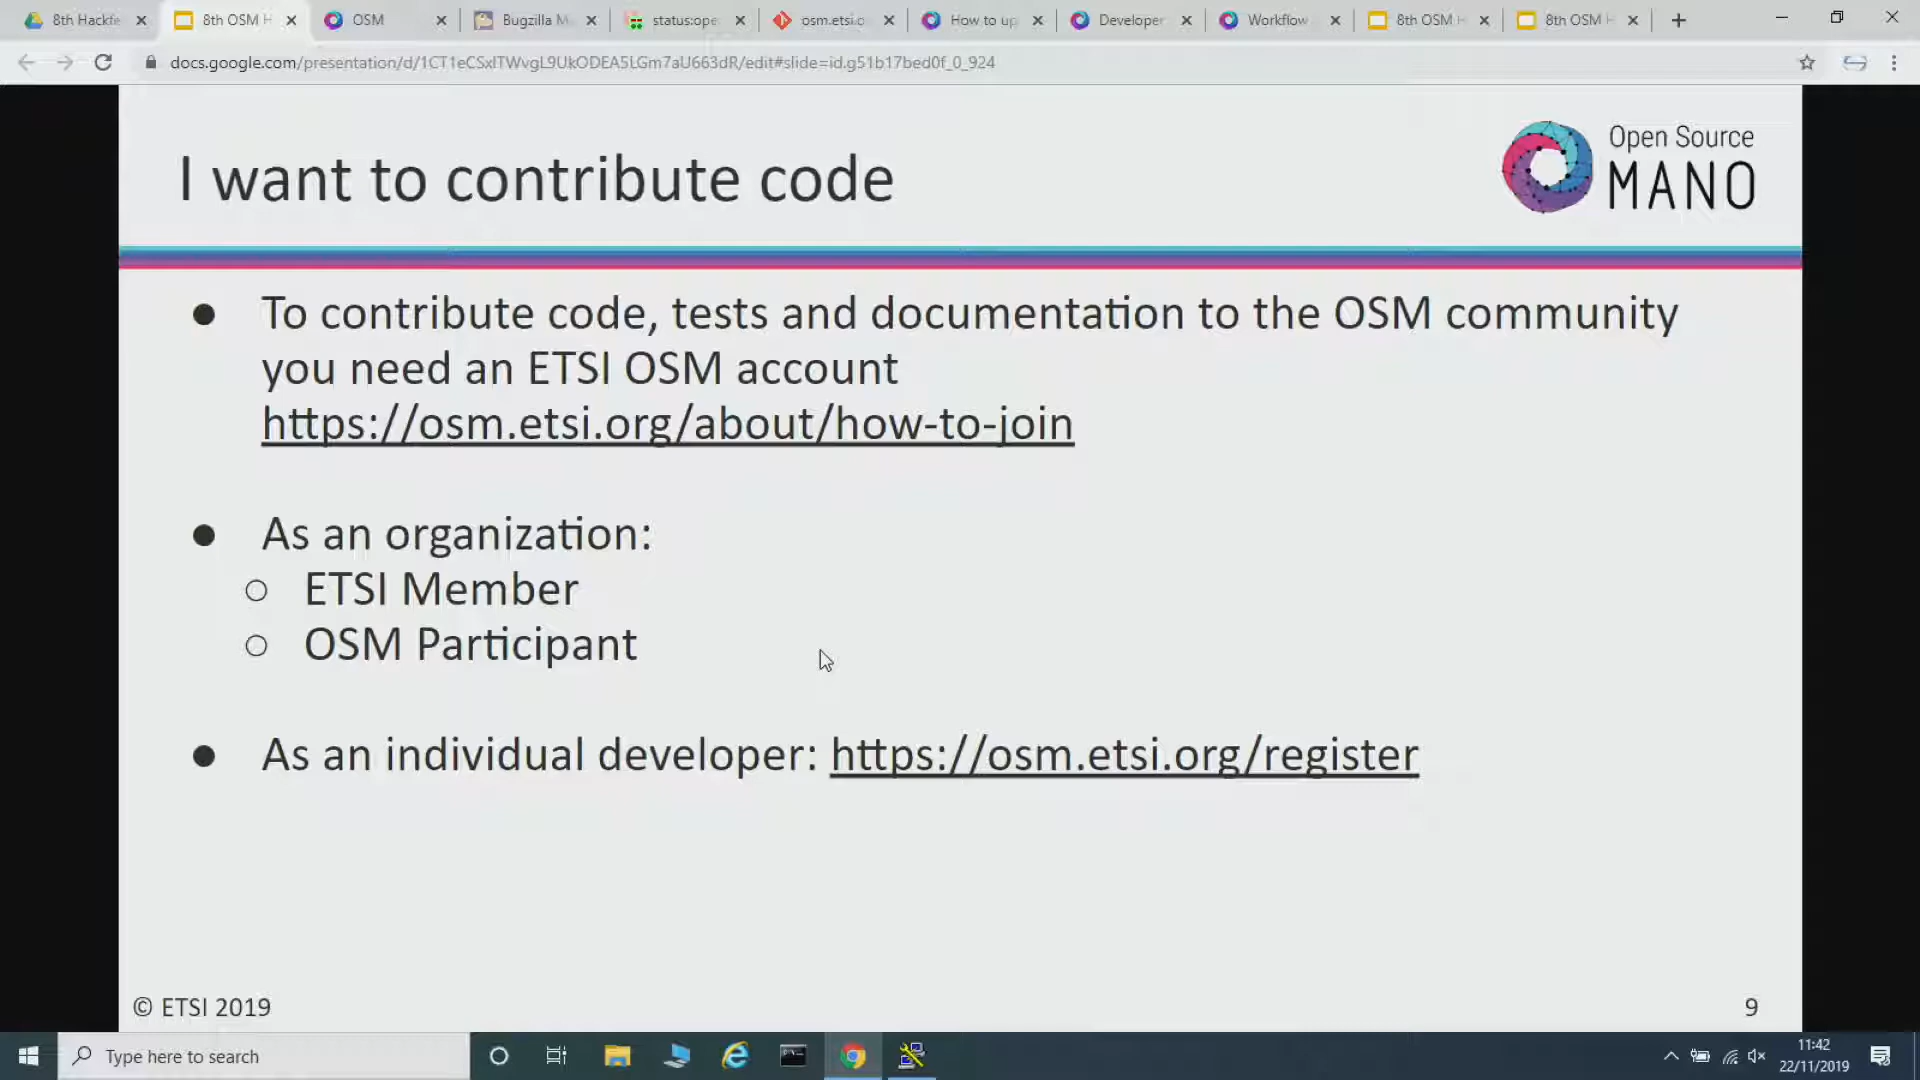 8th Hackfe
8th OSM H
OSM
Bugzilla M
status:ope
osm.etsi.o
How to up
Developer
Workflow
8th OSM H
8th OSM H
docs.google.com/presentation/d/1CT1eCSxlTWvgL9UkODEA5LGm7aU663dR/edit#slide=id.g51b17bed0f_0_924
I want to contribute code
Open Source
MANO
● To contribute code, tests and documentation to the OSM community
you need an ETSI OSM account
https://osm.etsi.org/about/how-to-join
● As an organization:
○ ETSI Member
○ OSM Participant
● As an individual developer: https://osm.etsi.org/register
© ETSI 2019
9
Type here to search
11:42
22/11/2019